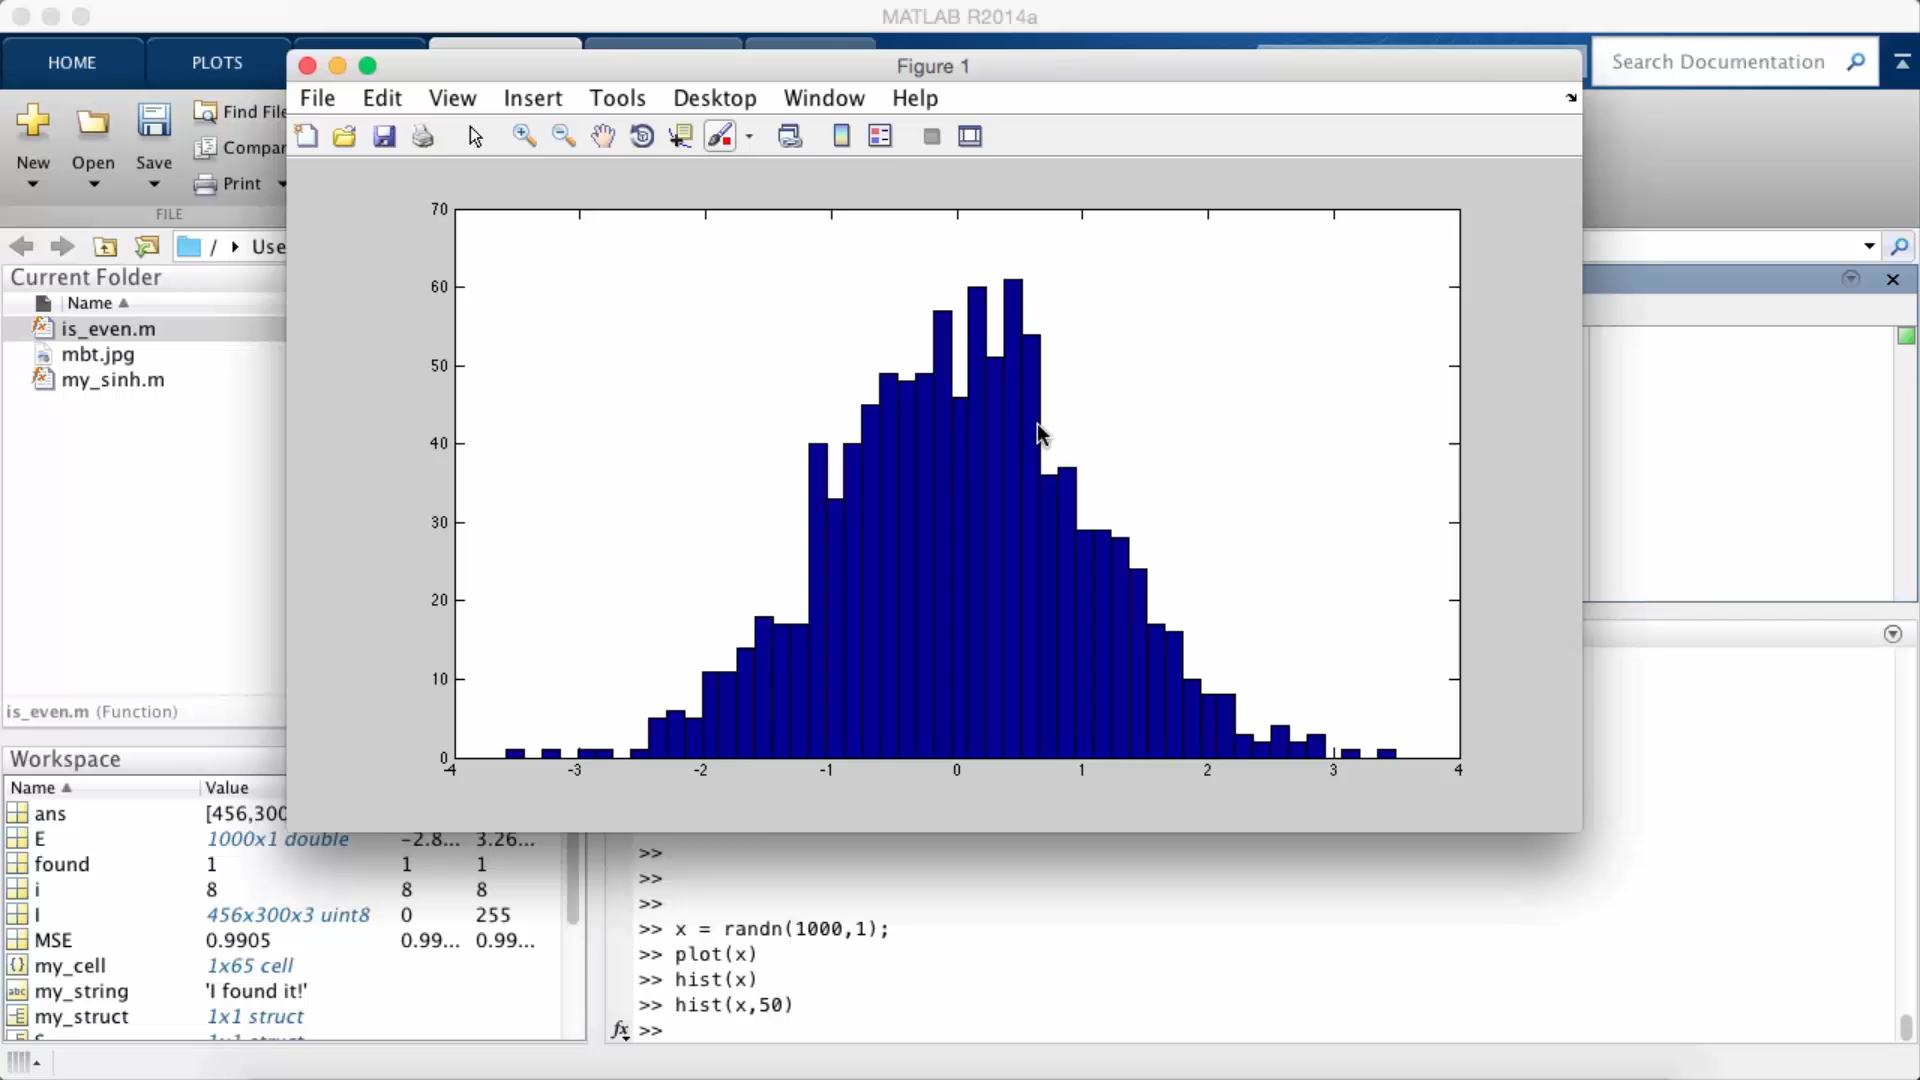 MATLAB R2014a
HOME
PLOTS
Search Documentation
Figure 1
File Edit View Insert Tools Desktop Window Help
New
Open
Save
Find File
Compar
Print
FILE
/ Use
Current Folder
Name
is_even.m
mbt.jpg
my_sinh.m
is_even.m (Function)
70
60
50
40
30
20
10
0
-4 -3 -2 -1 0 1 2 3 4
Workspace
Name Value
ans [456,300
E 1000x1 double -2.8... 3.26...
found 1 1 1
i 8 8 8
I 456x300x3 uint8 0 255
MSE 0.9905 0.99... 0.99...
my_cell 1x65 cell
my_string 'I found it!'
my_struct 1x1 struct
>>
>>
>>
>> x = randn(1000,1);
>> plot(x)
>> hist(x)
>> hist(x,50)
fx >>